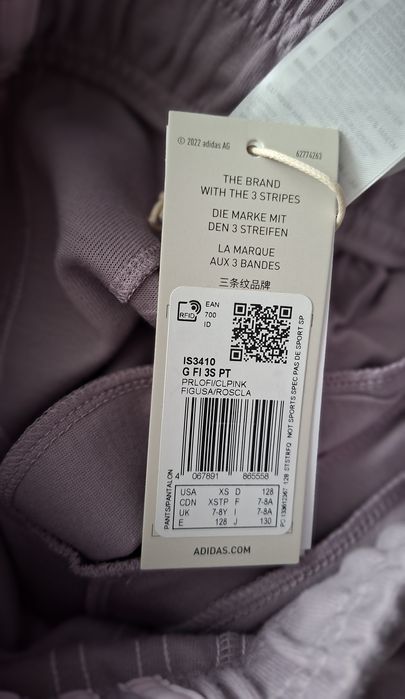 © 2022 adidas AG
62774263
THE BRAND
WITH THE 3 STRIPES
DIE MARKE MIT
DEN 3 STREIFEN
LA MARQUE
AUX 3 BANDES
三条纹品牌
RFID
EAN
700
ID
IS3410
G FI 3S PT
PRLOFI/CLPINK
FIGUSA/ROSCLA
4 067891 865558
USA XS D 128
CDN XSTP F 7-8A
UK 7-8Y I 7-8A
E 128 J 130
PANTS/PANTALON
NOT SPORTS SPEC PAS DE SPORT SP
ADIDAS.COM